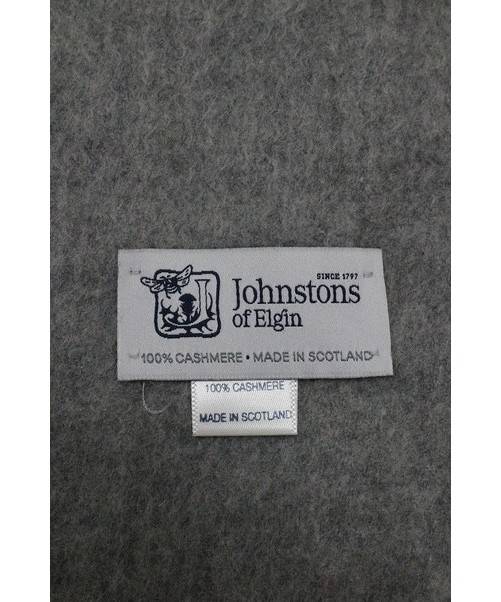 SINCE 1797
Johnstons
of Elgin
100% CASHMERE • MADE IN SCOTLAND
100% CASHMERE
MADE IN SCOTLAND